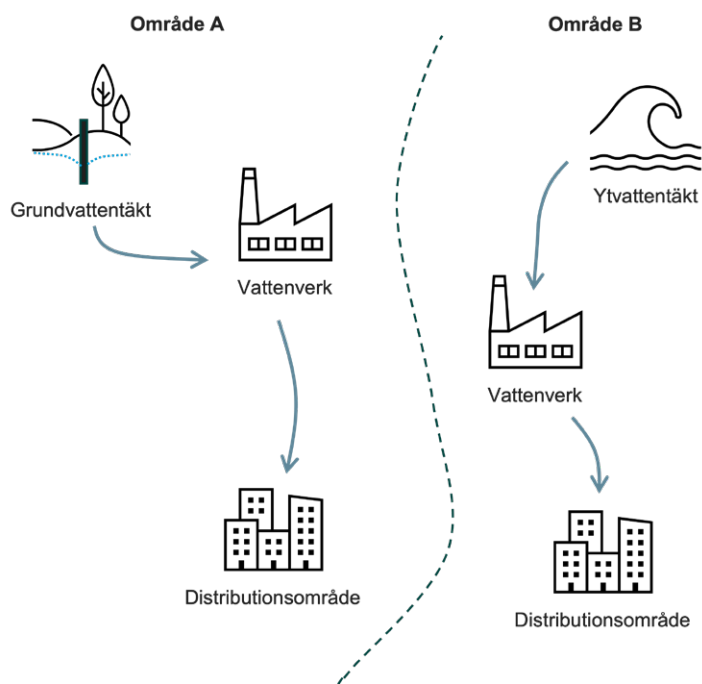 Område A
Grundvattentäkt
Vattenverk
Distributionsområde
Område B
Ytvattentäkt
Vattenverk
Distributionsområde